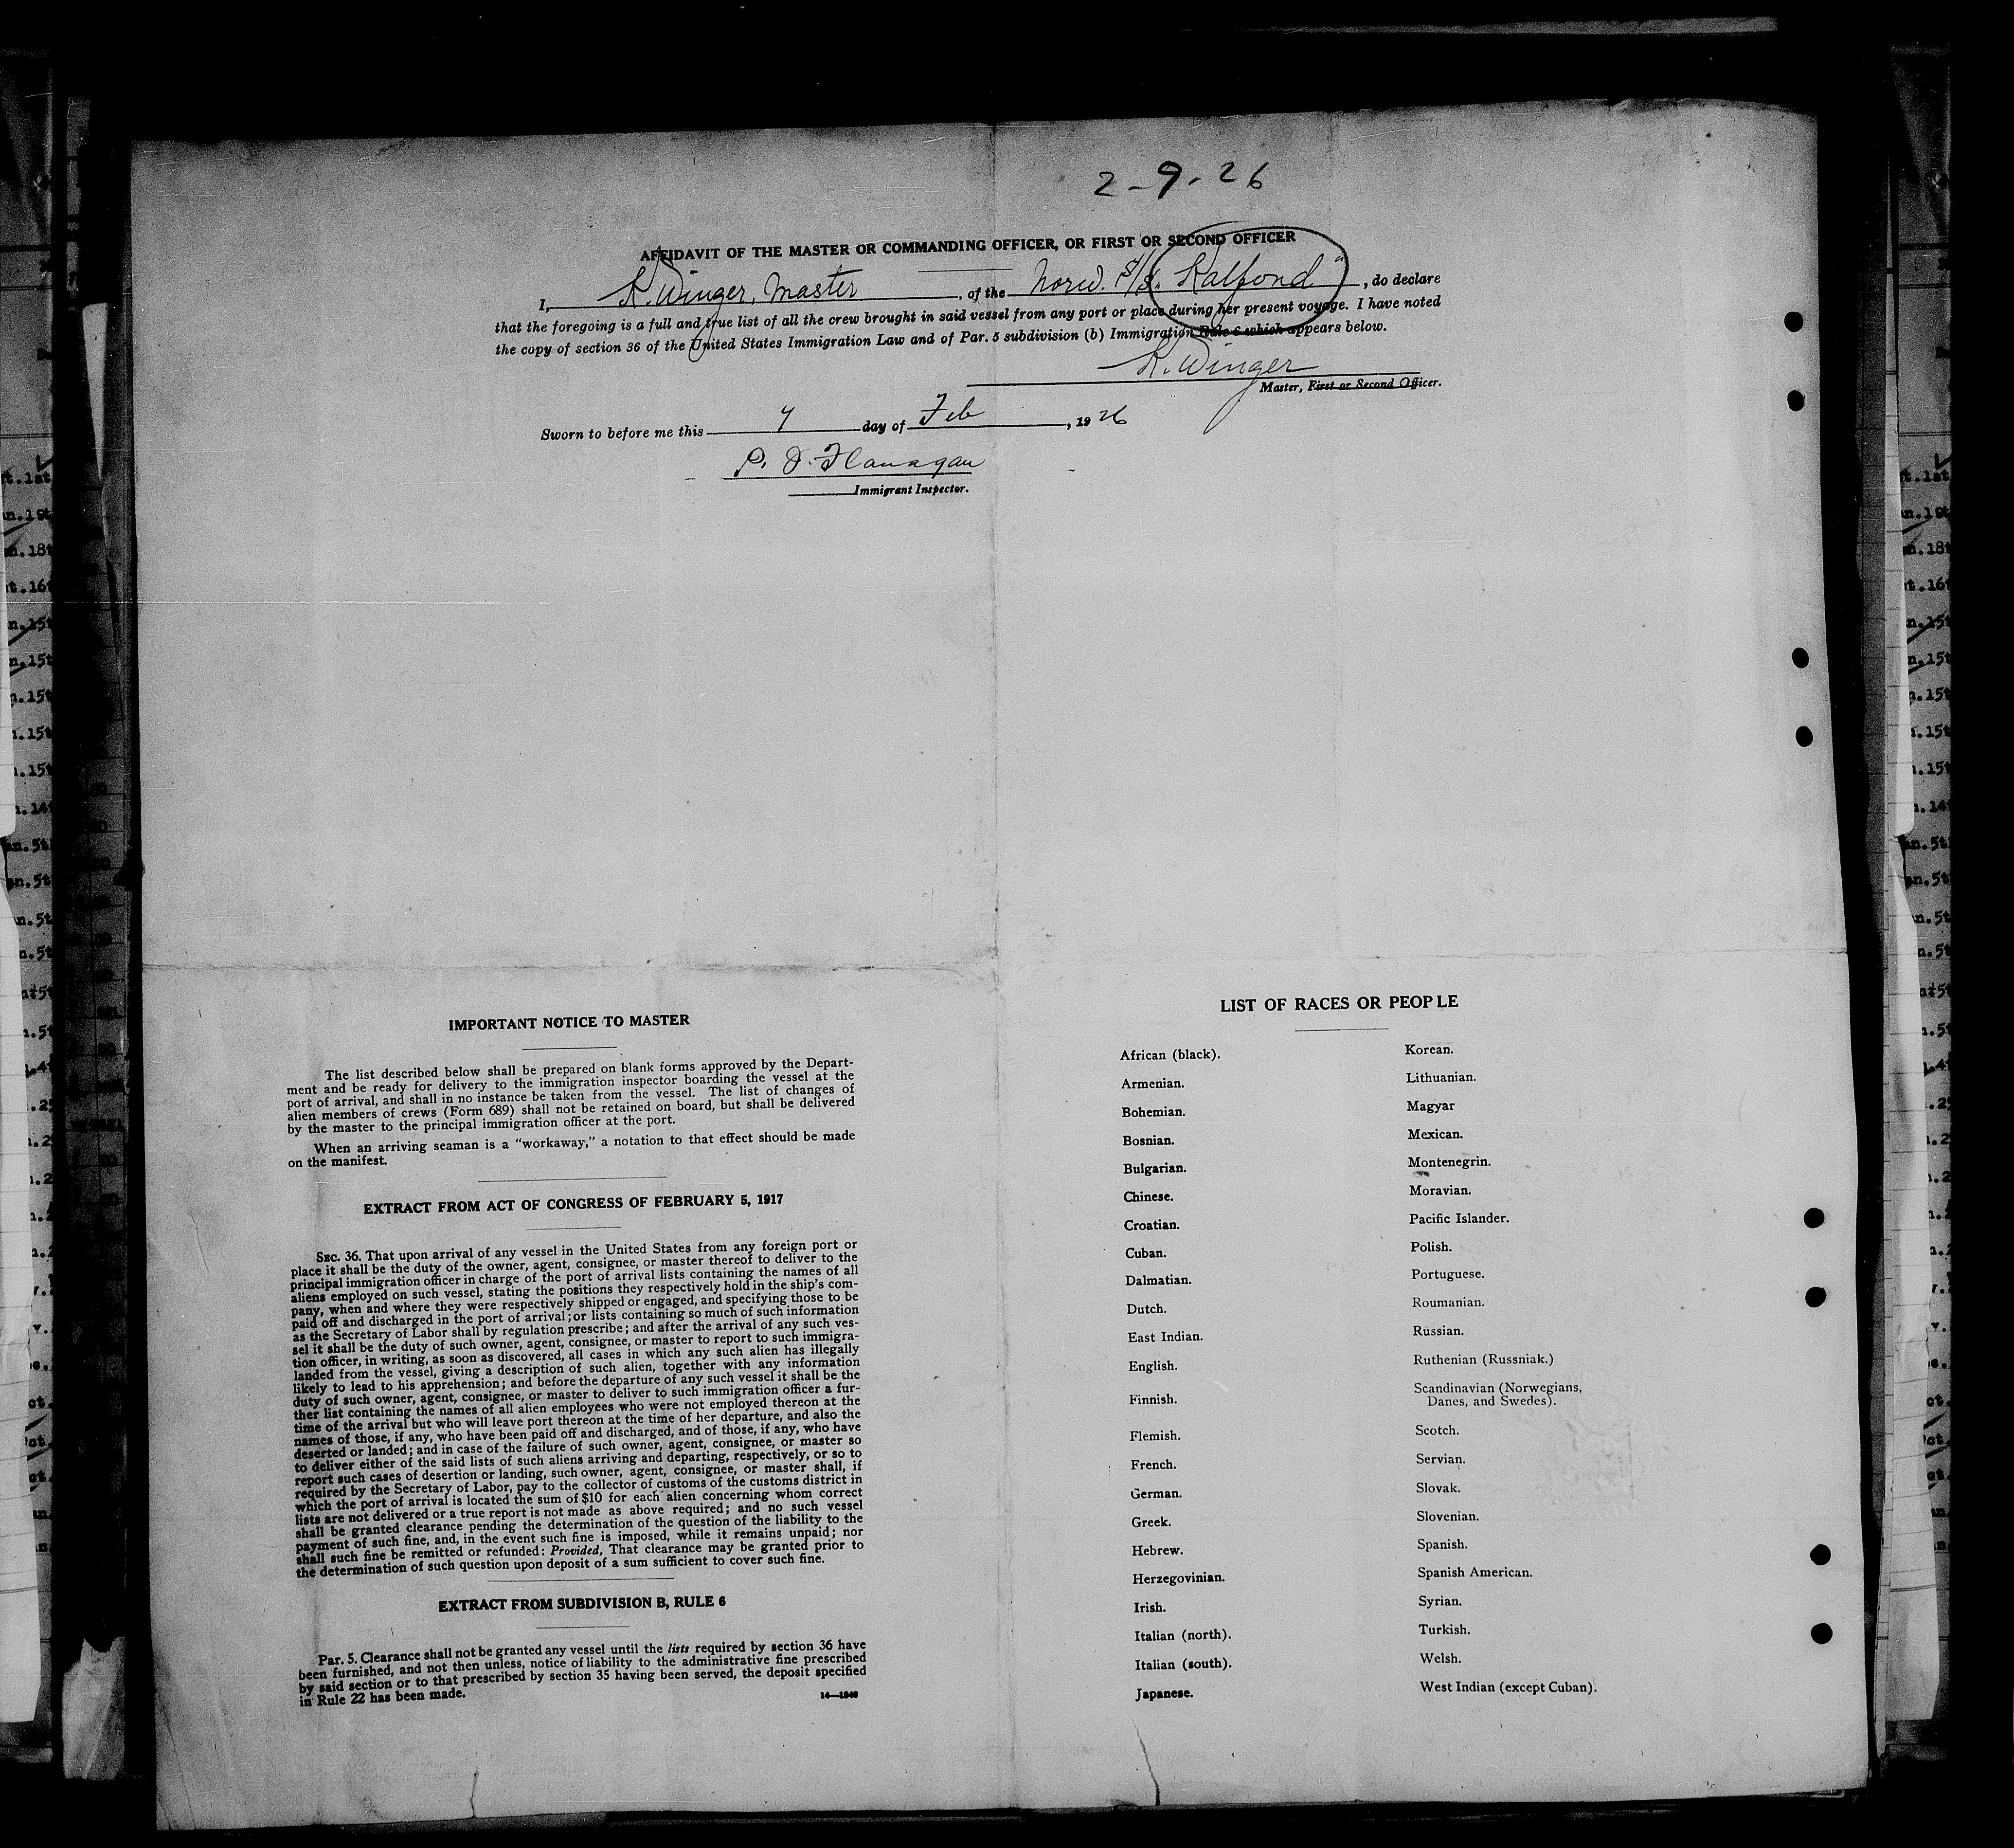 2-9-26
AFFIDAVIT OF THE MASTER OR COMMANDING OFFICER, OR FIRST OR SECOND OFFICER
I, K. Winger, Master, of the Norw. S/S. "Kalfond", do declare
that the foregoing is a full and true list of all the crew brought in said vessel from any port or place during her present voyage. I have noted
the copy of section 36 of the United States Immigration Law and of Par. 5 subdivision (b) Immigration Rule 6 which appears below.
K. Winger
Master, First or Second Officer.
Sworn to before me this 9 day of Feb, 1926
P. J. Flanagan
Immigrant Inspector.
IMPORTANT NOTICE TO MASTER
The list described below shall be prepared on blank forms approved by the Depart-
ment and be ready for delivery to the immigration inspector boarding the vessel at the
port of arrival, and shall in no instance be taken from the vessel. The list of changes of
alien members of crews (Form 689) shall not be retained on board, but shall be delivered
by the master to the principal immigration officer at the port.
When an arriving seaman is a "workaway," a notation to that effect should be made
on the manifest.
EXTRACT FROM ACT OF CONGRESS OF FEBRUARY 5, 1917
SEC. 36. That upon arrival of any vessel in the United States from any foreign port or
place it shall be the duty of the owner, agent, consignee, or master thereof to deliver to the
principal immigration officer in charge of the port of arrival lists containing the names of all
aliens employed on such vessel, stating the positions they respectively hold in the ship's com-
pany, when and where they were respectively shipped or engaged, and specifying those to be
paid off and discharged in the port of arrival; or lists containing so much of such information
as the Secretary of Labor shall by regulation prescribe; and after the arrival of any such ves-
sel it shall be the duty of such owner, agent, consignee, or master to report to such immigra-
tion officer, in writing, as soon as discovered, all cases in which any such alien has illegally
landed from the vessel, giving a description of such alien, together with any information
likely to lead to his apprehension; and before the departure of any such vessel it shall be the
duty of such owner, agent, consignee, or master to deliver to such immigration officer a fur-
ther list containing the names of all alien employees who were not employed thereon at the
time of the arrival but who will leave port thereon at the time of her departure, and also the
names of those, if any, who have been paid off and discharged, and of those, if any, who have
deserted or landed; and in case of the failure of such owner, agent, consignee, or master so
to deliver either of the said lists of such aliens arriving and departing, respectively, or so to
report such cases of desertion or landing, such owner, agent, consignee, or master shall, if
required by the Secretary of Labor, pay to the collector of customs of the customs district in
which the port of arrival is located the sum of $10 for each alien concerning whom correct
lists are not delivered or a true report is not made as above required; and no such vessel
shall be granted clearance pending the determination of the question of the liability to the
payment of such fine, and, in the event such fine is imposed, while it remains unpaid; nor
shall such fine be remitted or refunded: Provided, That clearance may be granted prior to
the determination of such question upon deposit of a sum sufficient to cover such fine.
EXTRACT FROM SUBDIVISION B, RULE 6
Par. 5. Clearance shall not be granted any vessel until the lists required by section 36 have
been furnished, and not then unless, notice of liability to the administrative fine prescribed
by said section or to that prescribed by section 35 having been served, the deposit specified
in Rule 22 has been made.
14—1840
LIST OF RACES OR PEOPLE
African (black).
Armenian.
Bohemian.
Bosnian.
Bulgarian.
Chinese.
Croatian.
Cuban.
Dalmatian.
Dutch.
East Indian.
English.
Finnish.
Flemish.
French.
German.
Greek.
Hebrew.
Herzegovinian.
Irish.
Italian (north).
Italian (south).
Japanese.
Korean.
Lithuanian.
Magyar
Mexican.
Montenegrin.
Moravian.
Pacific Islander.
Polish.
Portuguese.
Roumanian.
Russian.
Ruthenian (Russniak.)
Scandinavian (Norwegians,
Danes, and Swedes).
Scotch.
Servian.
Slovak.
Slovenian.
Spanish.
Spanish American.
Syrian.
Turkish.
Welsh.
West Indian (except Cuban).